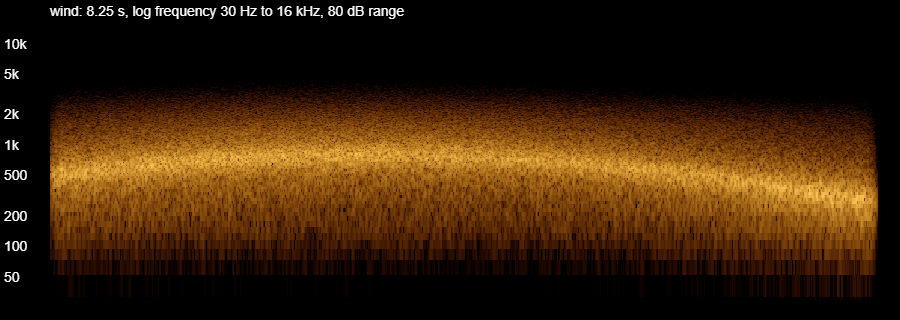 wind: 8.25 s, log frequency 30 Hz to 16 kHz, 80 dB range
10k
5k
2k
1k
500
200
100
50